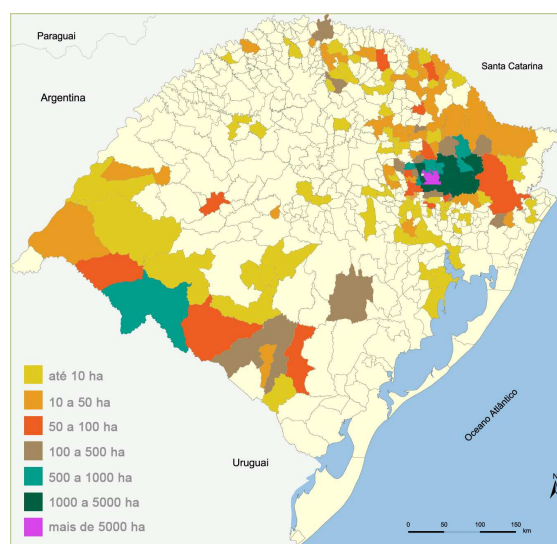 Paraguai
Santa Catarina
Argentina
até 10 ha
10 a 50 ha
50 a 100 ha
100 a 500 ha
500 a 1000 ha
1000 a 5000 ha
mais de 5000 ha
Uruguai
Oceano Atlântico
N
0 50 100 150
km